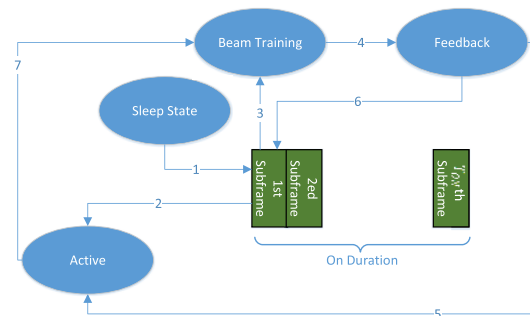 Beam Training
4
Feedback
7
Sleep State
3
6
1
1st
Subframe
2ed
Subframe
T_ONth
Subframe
2
Active
On Duration
5